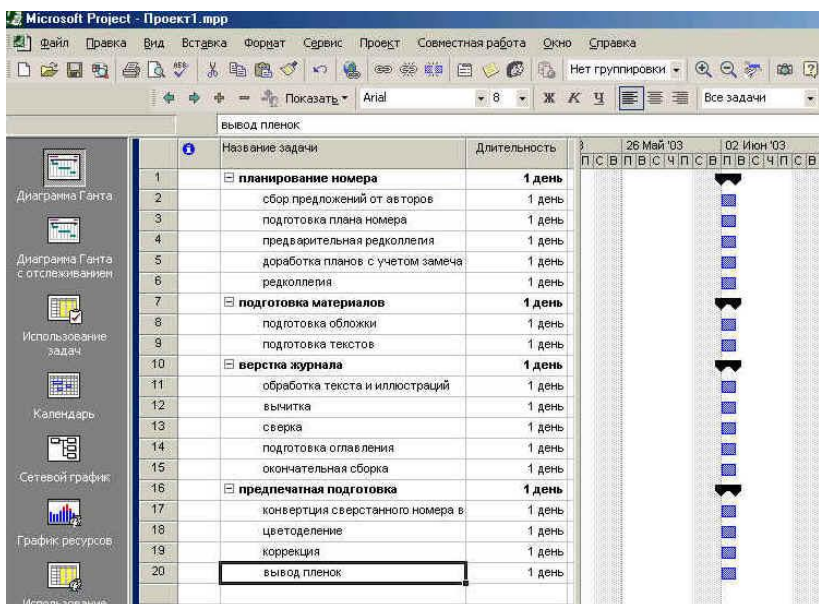 Microsoft Project - Проект1.mpp
Файл Правка Вид Вставка Формат Сервис Проект Совместная работа Окно Справка
Нет группировки
Показать Arial 8 Ж К Ч Все задачи
вывод пленок
Название задачи Длительность 26 Май '03 02 Июн '03
П С В П В С Ч П С В П В С Ч П С В
1 планирование номера 1 день
2 сбор предложений от авторов 1 день
3 подготовка плана номера 1 день
4 предварительная редколлегия 1 день
5 доработка планов с учетом замеча 1 день
6 редколлегия 1 день
7 подготовка материалов 1 день
8 подготовка обложки 1 день
9 подготовка текстов 1 день
10 верстка журнала 1 день
11 обработка текста и иллюстраций 1 день
12 вычитка 1 день
13 сверка 1 день
14 подготовка оглавления 1 день
15 окончательная сборка 1 день
16 предпечатная подготовка 1 день
17 конвертция сверстанного номера в 1 день
18 цветоделение 1 день
19 коррекция 1 день
20 вывод пленок 1 день
Диаграмма Ганта
Диаграмма Ганта
с отслеживанием
Использование
задач
Календарь
Сетевой график
График ресурсов
Использование